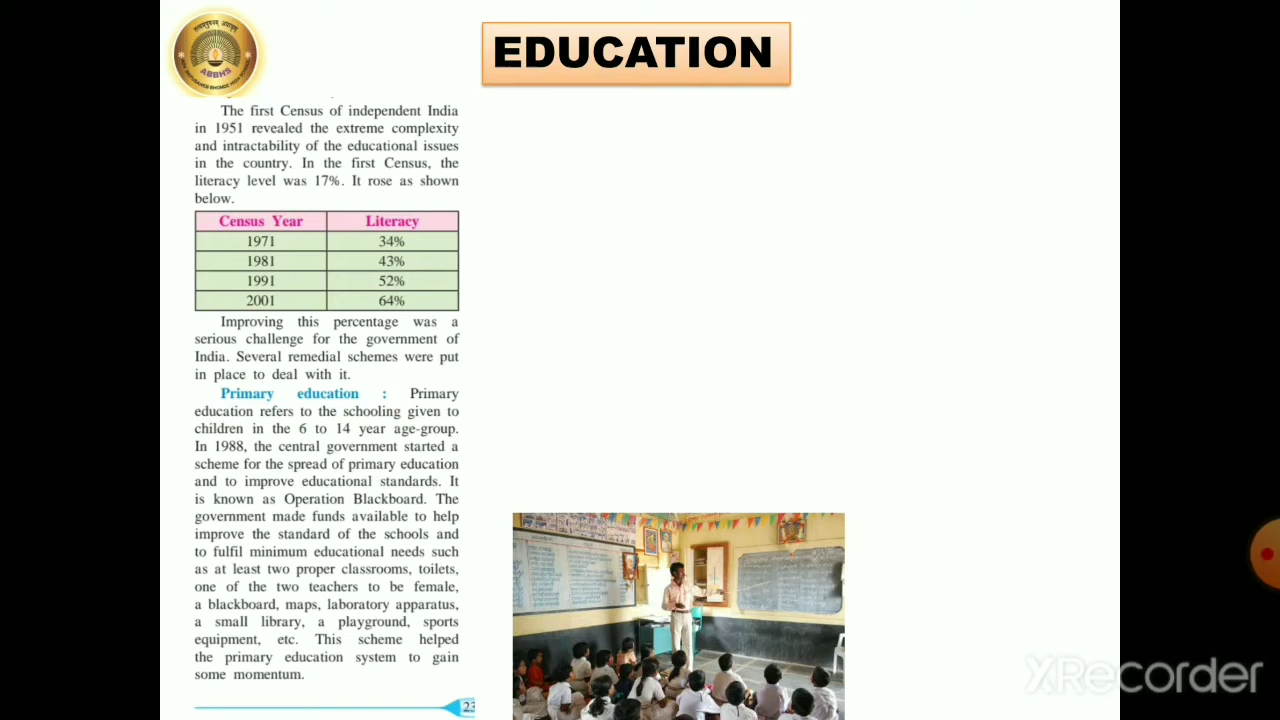 EDUCATION
ABBHS
The first Census of independent India
in 1951 revealed the extreme complexity
and intractability of the educational issues
in the country. In the first Census, the
literacy level was 17%. It rose as shown
below.
Census Year Literacy
1971 34%
1981 43%
1991 52%
2001 64%
Improving this percentage was a
serious challenge for the government of
India. Several remedial schemes were put
in place to deal with it.
Primary education : Primary
education refers to the schooling given to
children in the 6 to 14 year age-group.
In 1988, the central government started a
scheme for the spread of primary education
and to improve educational standards. It
is known as Operation Blackboard. The
government made funds available to help
improve the standard of the schools and
to fulfil minimum educational needs such
as at least two proper classrooms, toilets,
one of the two teachers to be female,
a blackboard, maps, laboratory apparatus,
a small library, a playground, sports
equipment, etc. This scheme helped
the primary education system to gain
some momentum.
XRecorder